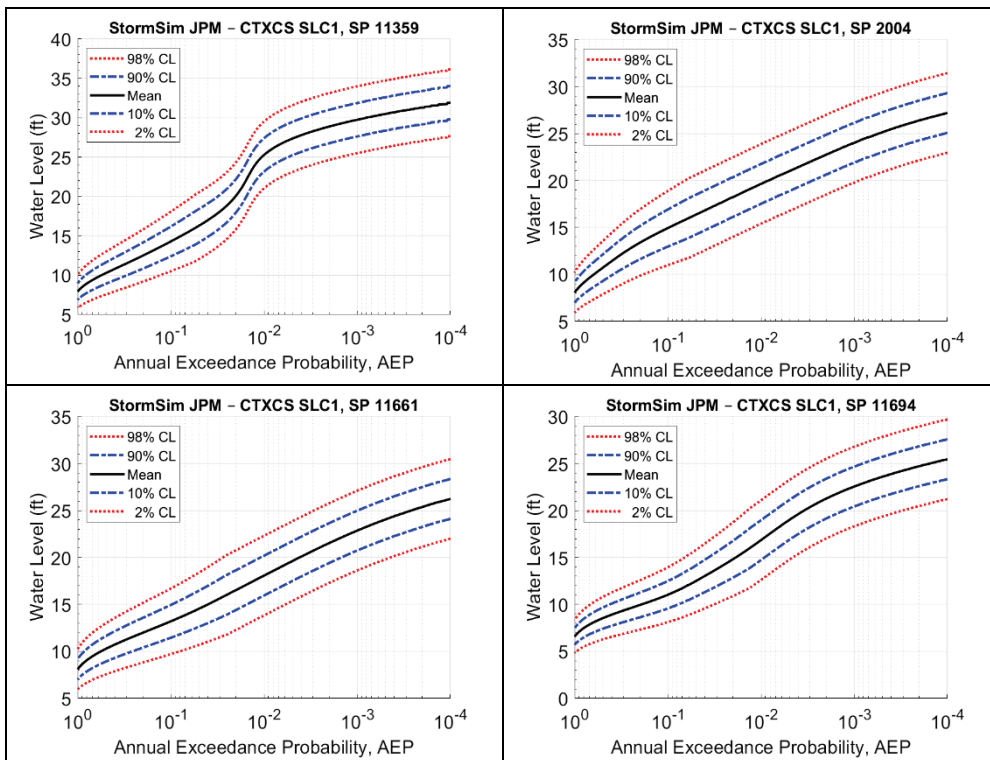 StormSim JPM – CTXCS SLC1, SP 11359
40
35
30
25
20
15
10
5
Water Level (ft)
98% CL
90% CL
Mean
10% CL
2% CL
10^0
10^-1
10^-2
10^-3
10^-4
Annual Exceedance Probability, AEP
StormSim JPM – CTXCS SLC1, SP 2004
40
35
30
25
20
15
10
5
Water Level (ft)
98% CL
90% CL
Mean
10% CL
2% CL
10^0
10^-1
10^-2
10^-3
10^-4
Annual Exceedance Probability, AEP
StormSim JPM – CTXCS SLC1, SP 11661
35
30
25
20
15
10
5
Water Level (ft)
98% CL
90% CL
Mean
10% CL
2% CL
10^0
10^-1
10^-2
10^-3
10^-4
Annual Exceedance Probability, AEP
StormSim JPM – CTXCS SLC1, SP 11694
30
25
20
15
10
5
0
Water Level (ft)
98% CL
90% CL
Mean
10% CL
2% CL
10^0
10^-1
10^-2
10^-3
10^-4
Annual Exceedance Probability, AEP